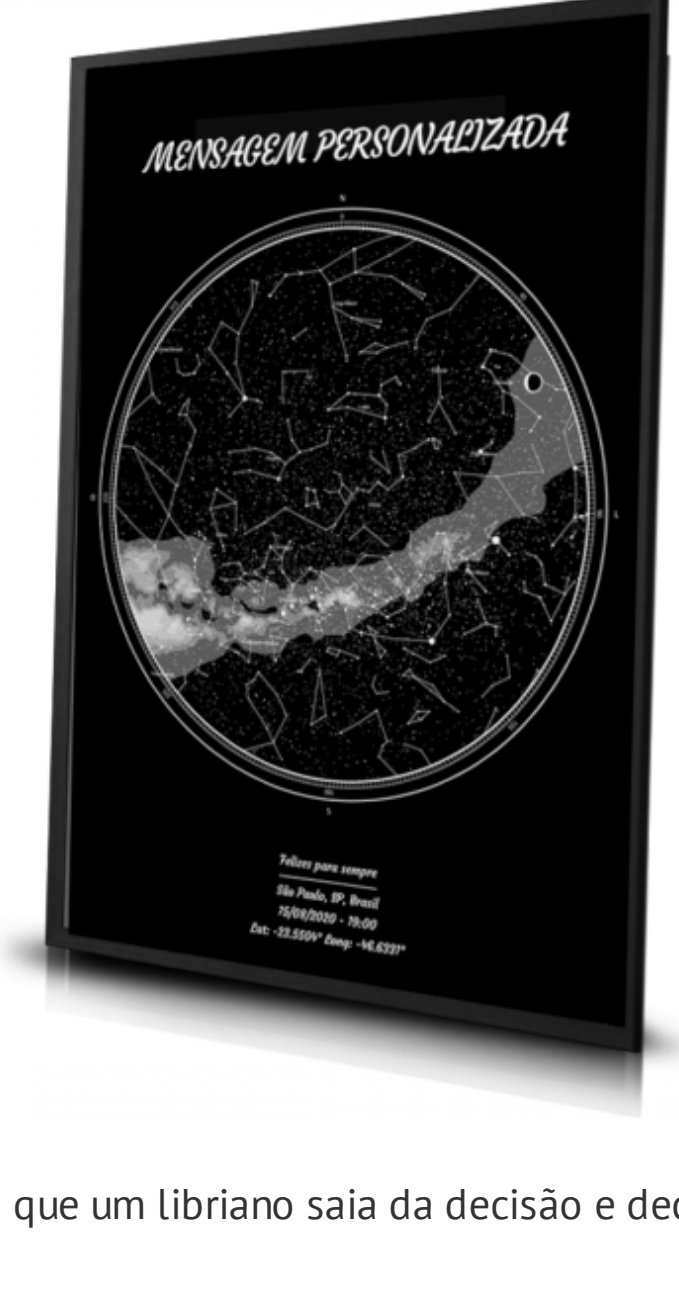 MENSAGEM PERSONALIZADA
N
S
L
Felizes para sempre
São Paulo, SP, Brasil
15/08/2020 - 19:00
Lat: -23.5504° Long: -46.6339°
que um libriano saia da decisão e dec